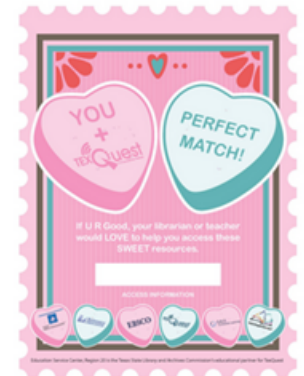 YOU
+
TEXQuest
PERFECT
MATCH!
If U R Good, your librarian or teacher
would LOVE to help you access these
SWEET resources.
ACCESS INFORMATION
EBSCO
Education Service Center, Region 20 is the Texas State Library and Archives Commission's educational partner for TexQuest